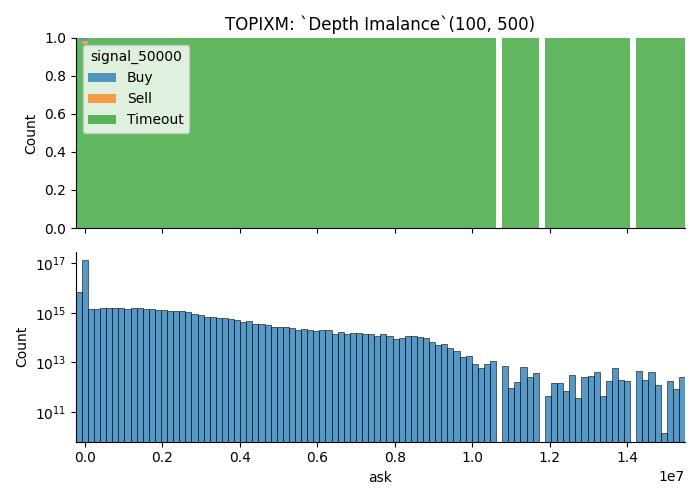 TOPIXM: `Depth Imalance`(100, 500)
1.0
0.8
0.6
0.4
0.2
0.0
Count
signal_50000
Buy
Sell
Timeout
10^17
10^15
10^13
10^11
Count
0.0 0.2 0.4 0.6 0.8 1.0 1.2 1.4
1e7
ask